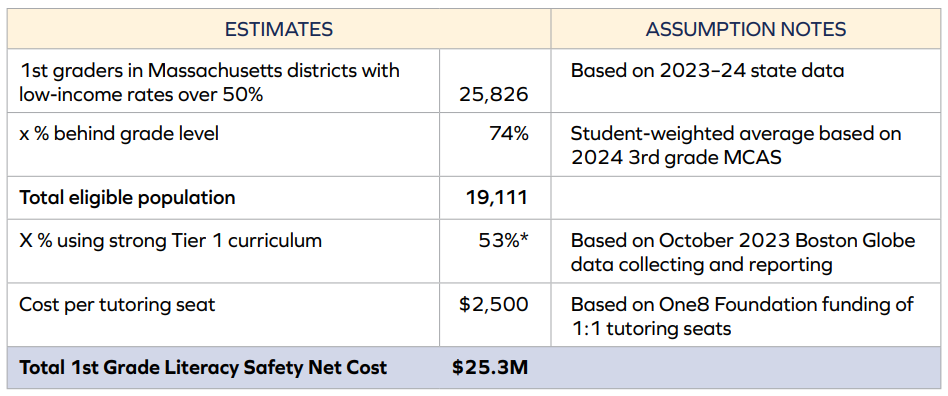 ESTIMATES ASSUMPTION NOTES
1st graders in Massachusetts districts with
low-income rates over 50% 25,826 Based on 2023–24 state data
x % behind grade level 74% Student-weighted average based on
2024 3rd grade MCAS
Total eligible population 19,111
X % using strong Tier 1 curriculum 53%* Based on October 2023 Boston Globe
data collecting and reporting
Cost per tutoring seat $2,500 Based on One8 Foundation funding of
1:1 tutoring seats
Total 1st Grade Literacy Safety Net Cost $25.3M